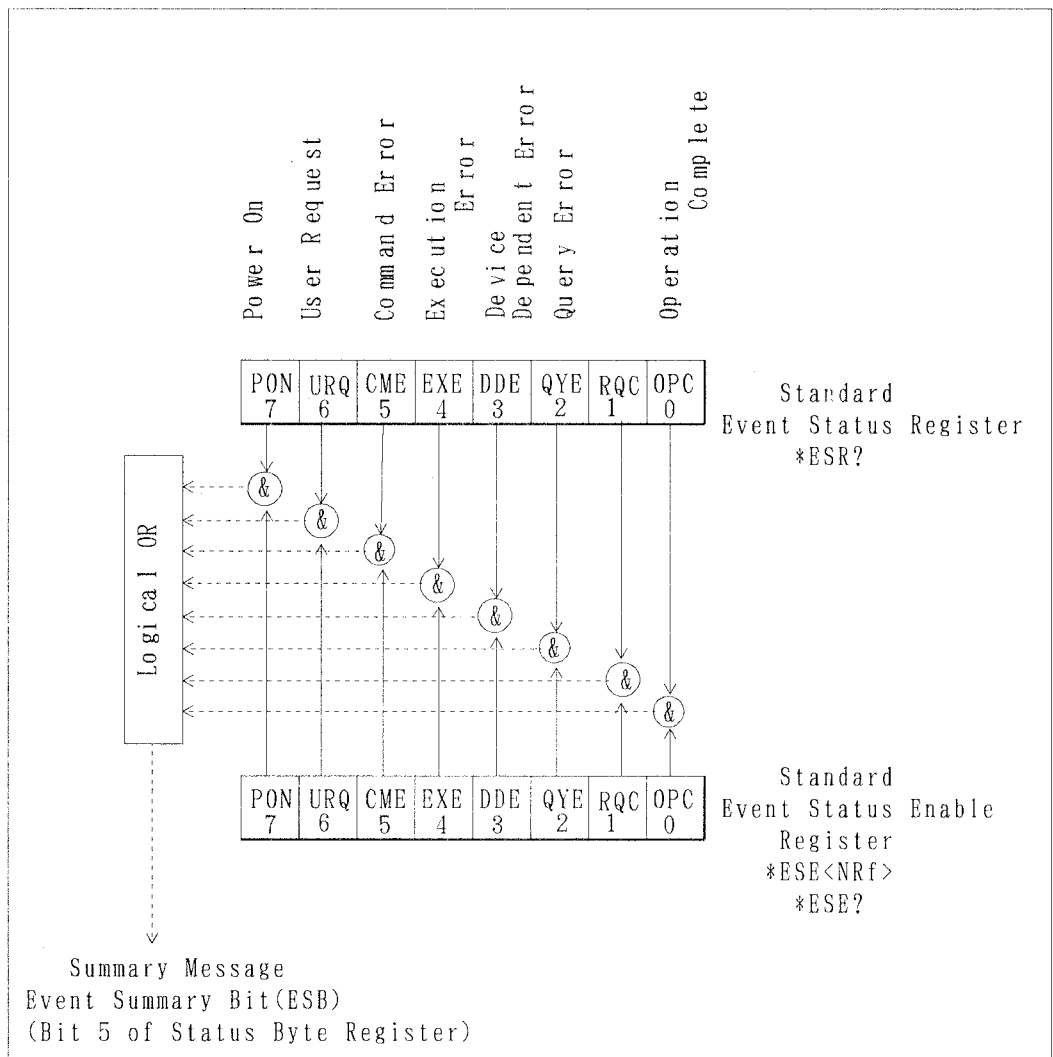 Power On
User Request
Command Error
Execution
Error
Device
Dependent Error
Query Error
Operation
Complete
PON URQ CME EXE DDE QYE RQC OPC
7 6 5 4 3 2 1 0
Standard
Event Status Register
*ESR?
Logical OR
&
&
&
&
&
&
&
&
PON URQ CME EXE DDE QYE RQC OPC
7 6 5 4 3 2 1 0
Standard
Event Status Enable
Register
*ESE<NRf>
*ESE?
Summary Message
Event Summary Bit(ESB)
(Bit 5 of Status Byte Register)